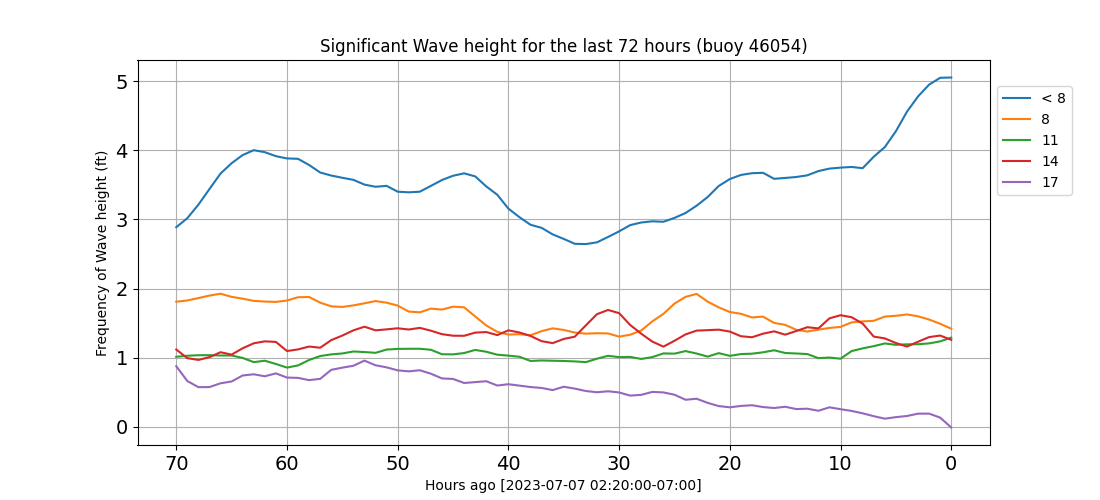 Significant Wave height for the last 72 hours (buoy 46054)
Frequency of Wave height (ft)
5
4
3
2
1
0
70 60 50 40 30 20 10 0
Hours ago [2023-07-07 02:20:00-07:00]
< 8
8
11
14
17